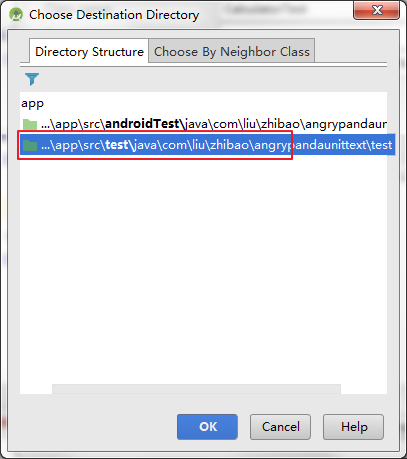 Choose Destination Directory
Directory Structure
Choose By Neighbor Class
app
...\app\src\androidTest\java\com\liu\zhibao\angrypandaun
...\app\src\test\java\com\liu\zhibao\angrypandaunittext\test
OK
Cancel
Help